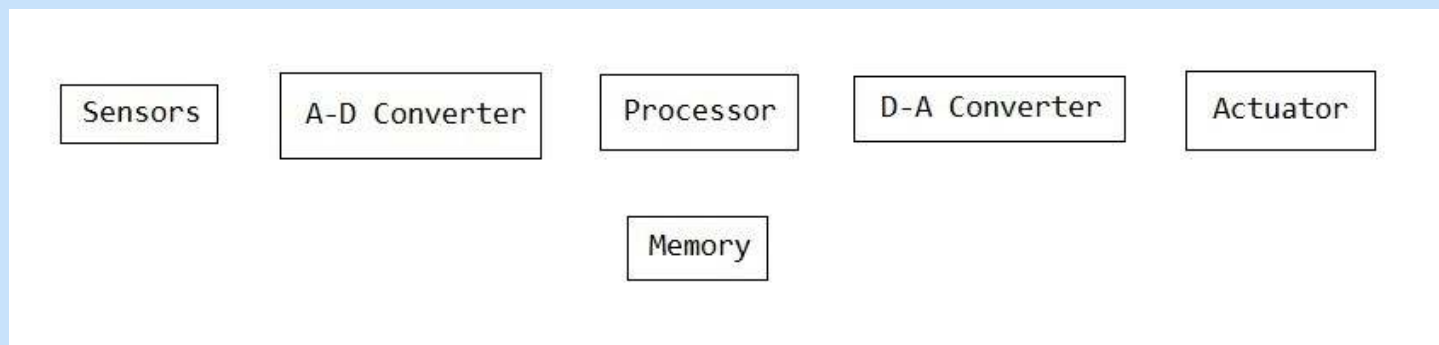 Sensors
A-D Converter
Processor
D-A Converter
Actuator
Memory